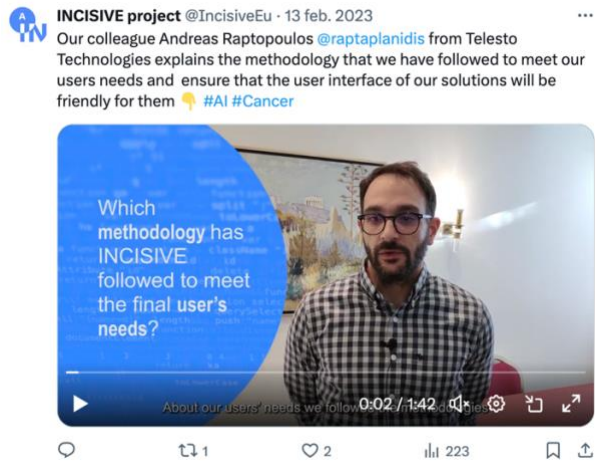 INCISIVE project @IncisiveEu · 13 feb. 2023
Our colleague Andreas Raptopoulos @raptaplanidis from Telesto
Technologies explains the methodology that we have followed to meet our
users needs and ensure that the user interface of our solutions will be
friendly for them 👇 #AI #Cancer
Which
methodology has
INCISIVE
followed to meet
the final user's
needs?
0:02 / 1:42
About our users' needs we followed the methodologies
1
2
223